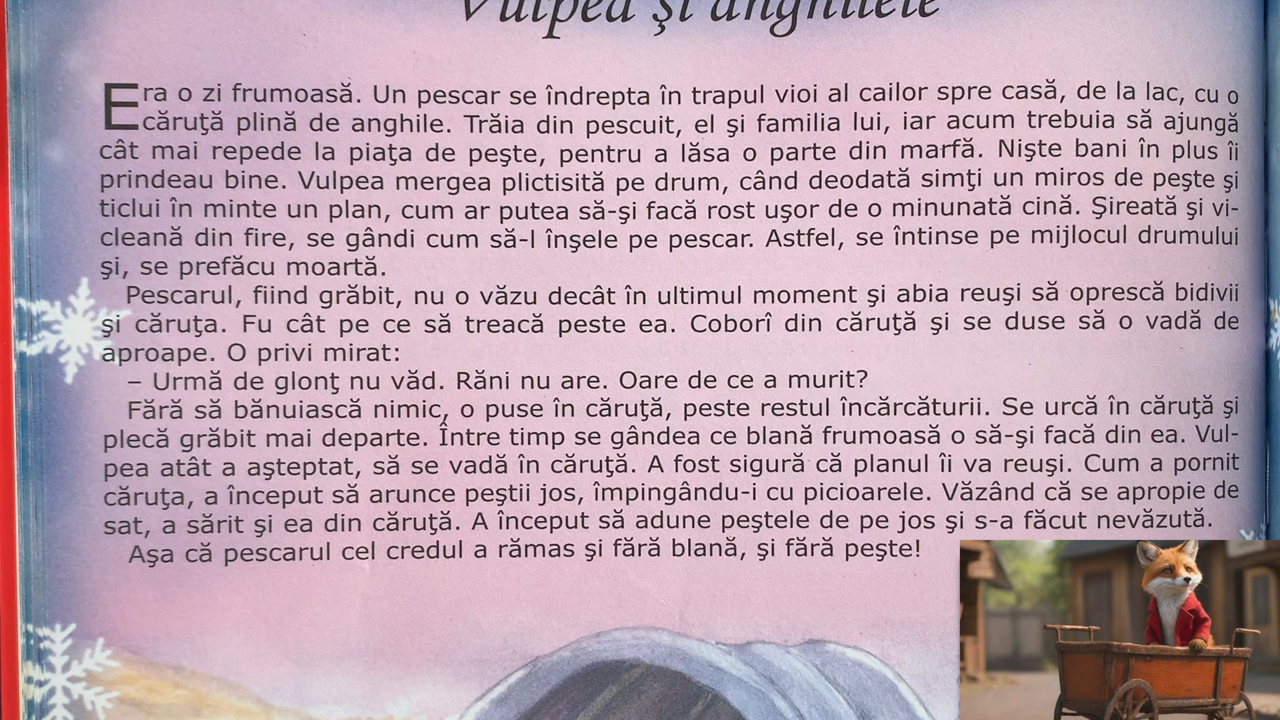 Vulpea şi anghilele
Era o zi frumoasă. Un pescar se îndrepta în trapul vioi al cailor spre casă, de la lac, cu o
căruţă plină de anghile. Trăia din pescuit, el şi familia lui, iar acum trebuia să ajungă
cât mai repede la piaţa de peşte, pentru a lăsa o parte din marfă. Nişte bani în plus îi
prindeau bine. Vulpea mergea plictisită pe drum, când deodată simţi un miros de peşte şi
ticlui în minte un plan, cum ar putea să-şi facă rost uşor de o minunată cină. Şireată şi vi-
cleană din fire, se gândi cum să-l înşele pe pescar. Astfel, se întinse pe mijlocul drumului
şi, se prefăcu moartă.
Pescarul, fiind grăbit, nu o văzu decât în ultimul moment şi abia reuşi să oprescă bidivii
şi căruţa. Fu cât pe ce să treacă peste ea. Coborî din căruţă şi se duse să o vadă de
aproape. O privi mirat:
– Urmă de glonţ nu văd. Răni nu are. Oare de ce a murit?
Fără să bănuiască nimic, o puse în căruţă, peste restul încărcăturii. Se urcă în căruţă şi
plecă grăbit mai departe. Între timp se gândea ce blană frumoasă o să-şi facă din ea. Vul-
pea atât a aşteptat, să se vadă în căruţă. A fost sigură că planul îi va reuşi. Cum a pornit
căruţa, a început să arunce peştii jos, împingându-i cu picioarele. Văzând că se apropie de
sat, a sărit şi ea din căruţă. A început să adune peştele de pe jos şi s-a făcut nevăzută.
Aşa că pescarul cel credul a rămas şi fără blană, şi fără peşte!